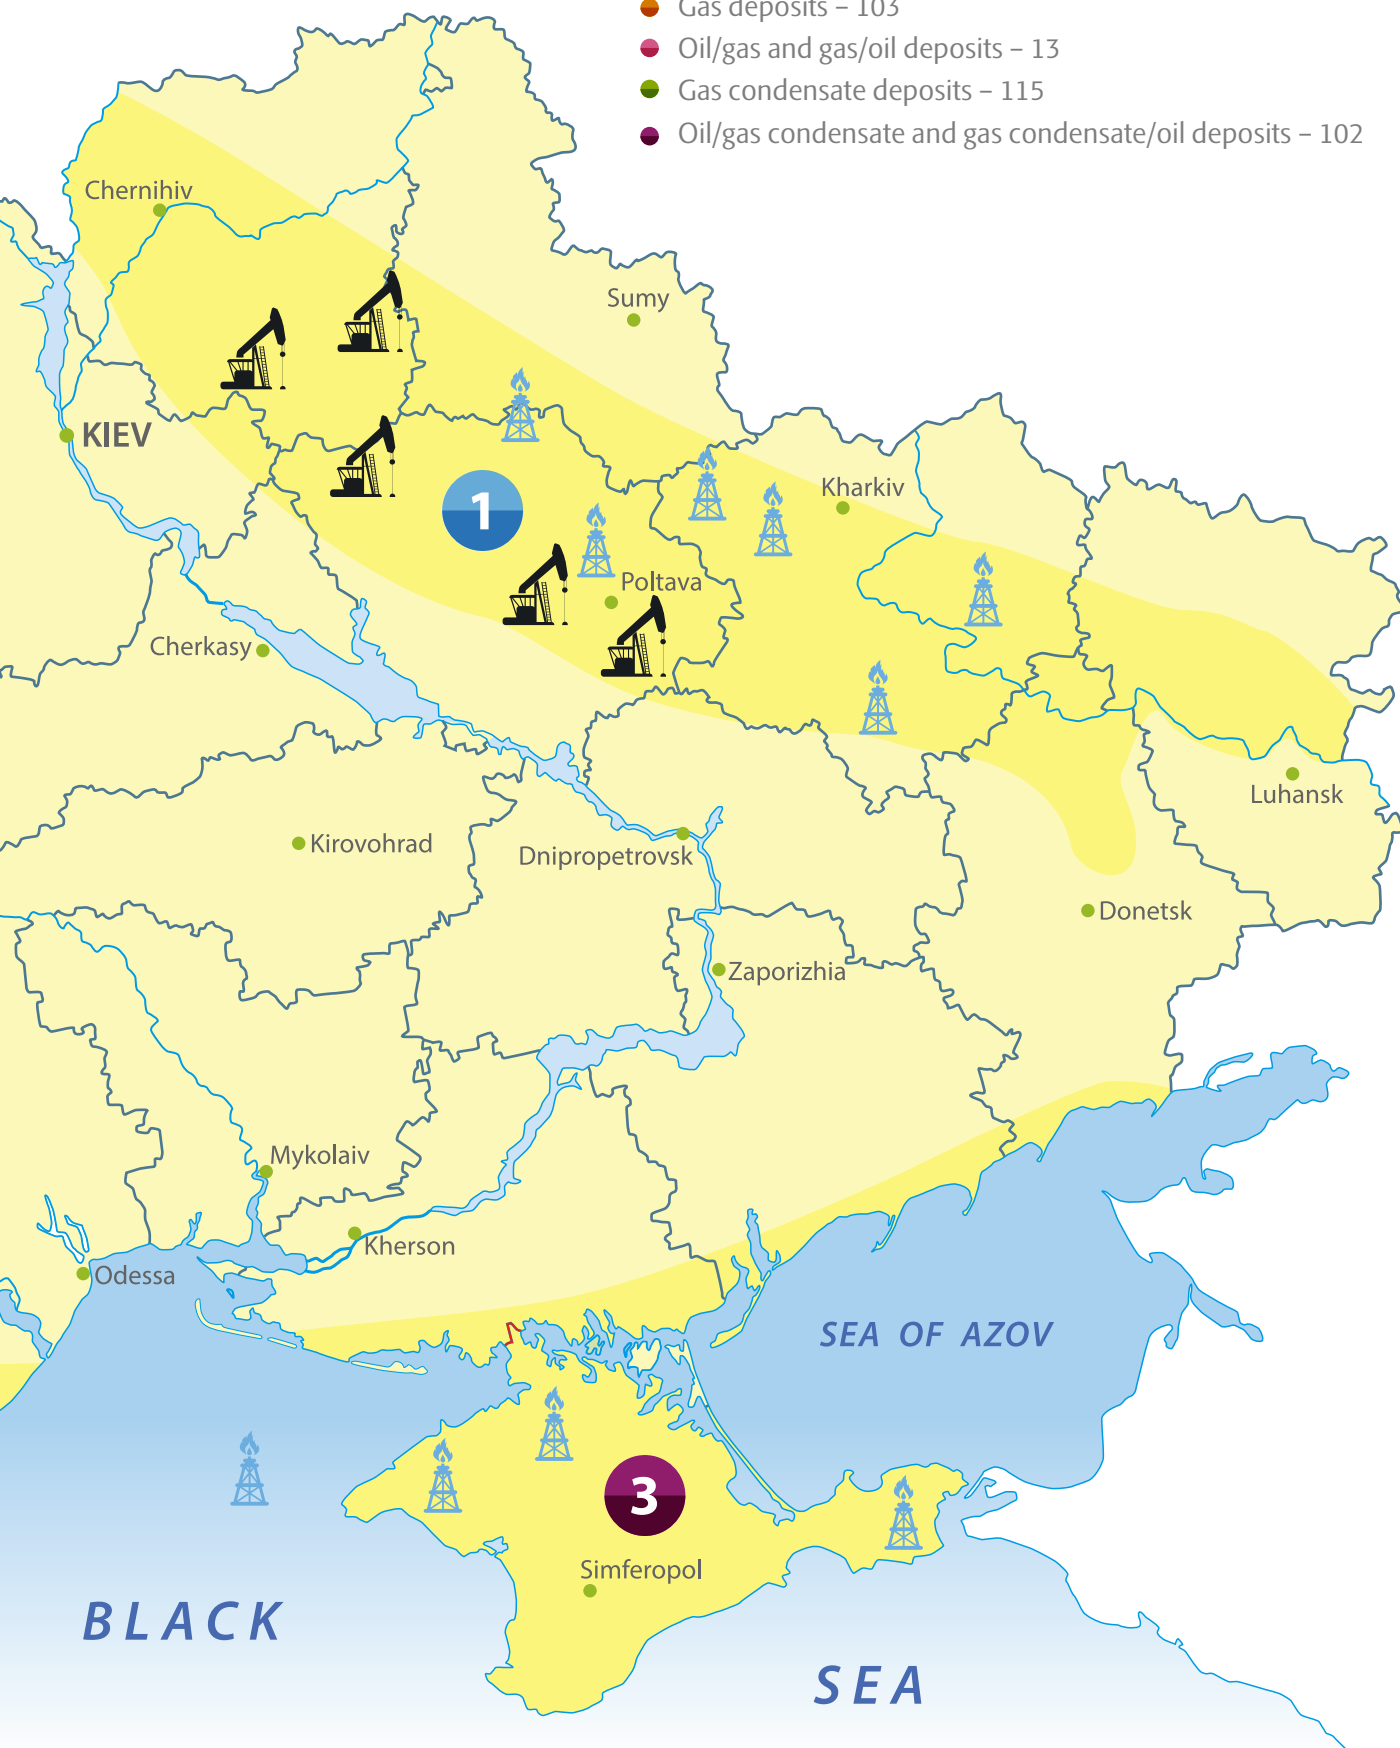 Gas deposits – 103
Oil/gas and gas/oil deposits – 13
Gas condensate deposits – 115
Oil/gas condensate and gas condensate/oil deposits – 102
Chernihiv
Sumy
KIEV
Kharkiv
1
Poltava
Cherkasy
Luhansk
Kirovohrad
Dnipropetrovsk
Donetsk
Zaporizhia
Mykolaiv
Kherson
Odessa
SEA OF AZOV
3
Simferopol
BLACK
SEA